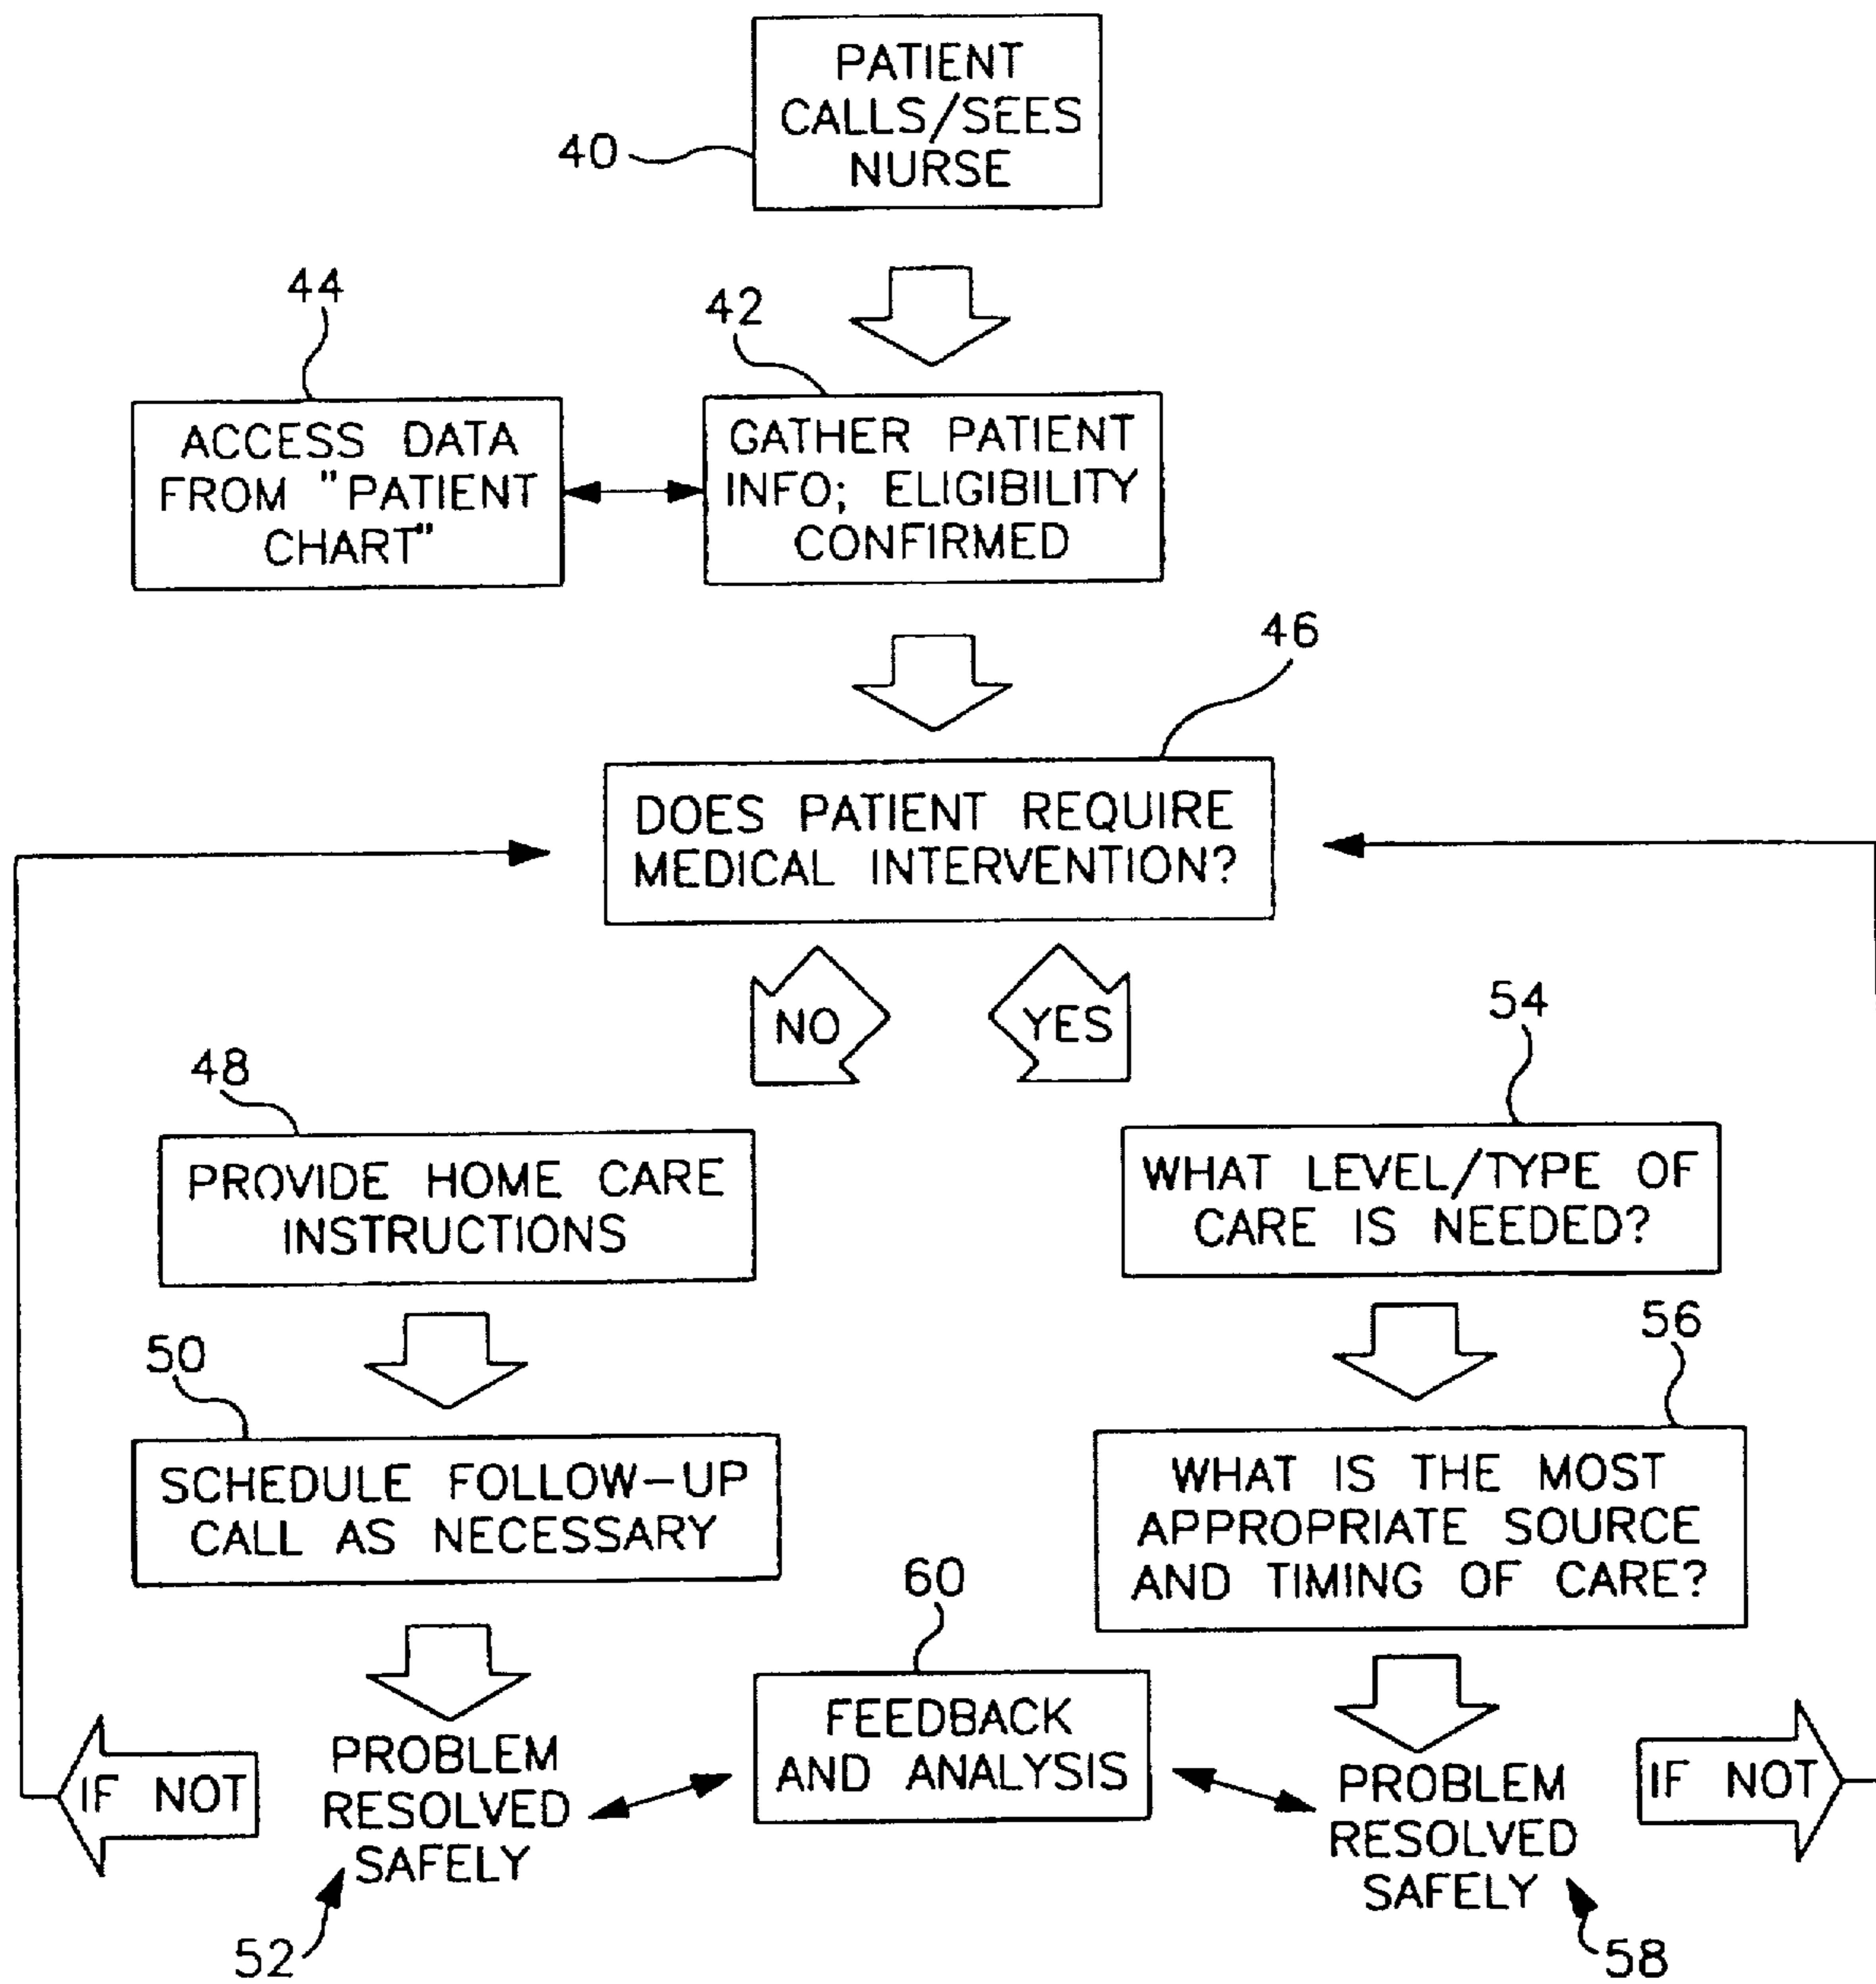 PATIENT
CALLS/SEES
NURSE
40
44
42
ACCESS DATA
FROM "PATIENT
CHART"
GATHER PATIENT
INFO; ELIGIBILITY
CONFIRMED
46
DOES PATIENT REQUIRE
MEDICAL INTERVENTION?
NO
YES
48
54
PROVIDE HOME CARE
INSTRUCTIONS
WHAT LEVEL/TYPE OF
CARE IS NEEDED?
50
56
SCHEDULE FOLLOW-UP
CALL AS NECESSARY
WHAT IS THE MOST
APPROPRIATE SOURCE
AND TIMING OF CARE?
60
IF NOT
PROBLEM
RESOLVED
SAFELY
FEEDBACK
AND ANALYSIS
PROBLEM
RESOLVED
SAFELY
IF NOT
52
58